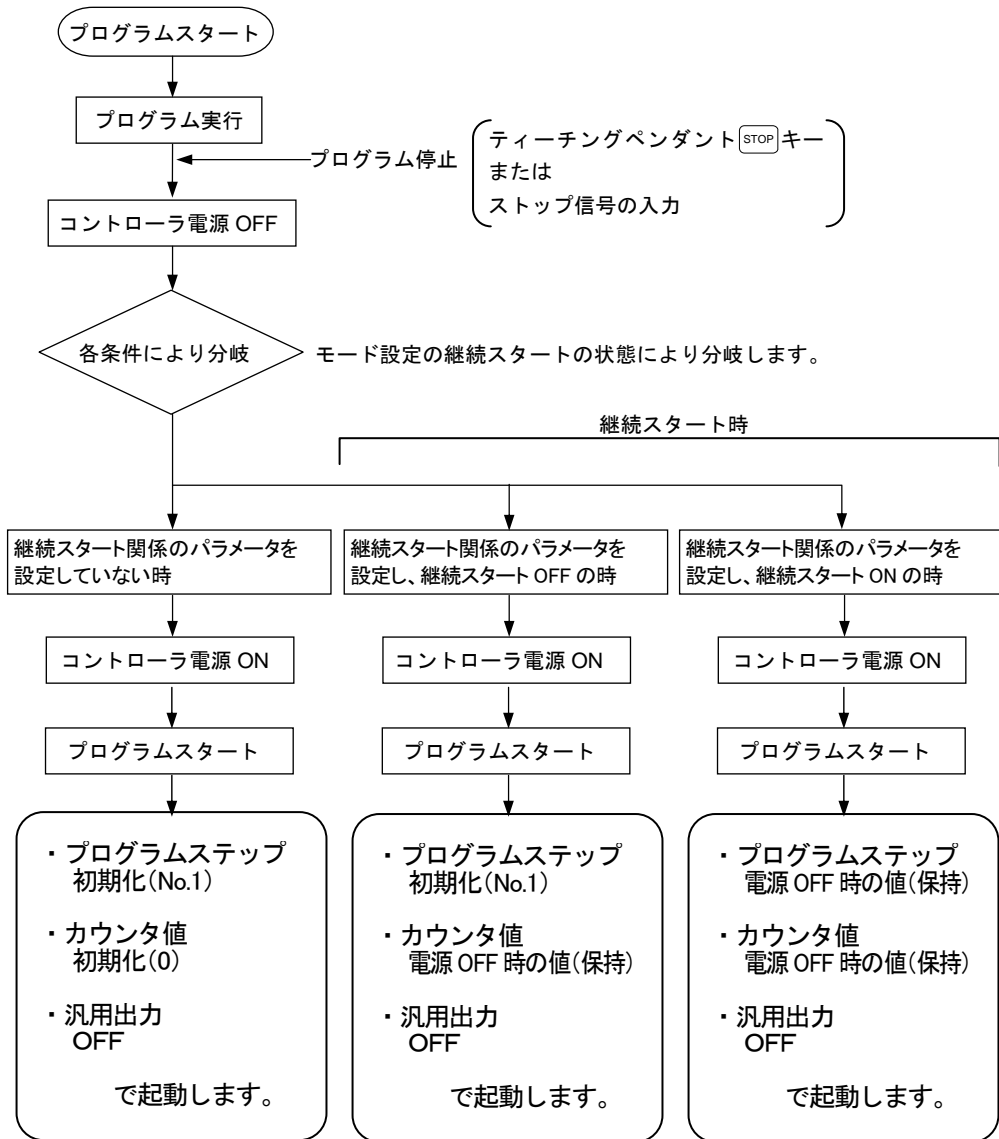 プログラムスタート
プログラム実行
プログラム停止
ティーチングペンダント STOP キー
または
ストップ信号の入力
コントローラ電源 OFF
各条件により分岐
モード設定の継続スタートの状態により分岐します。
継続スタート時
継続スタート関係のパラメータを
設定していない時
コントローラ電源 ON
プログラムスタート
・プログラムステップ
初期化(No.1)
・カウンタ値
初期化(0)
・汎用出力
OFF
で起動します。
継続スタート関係のパラメータを
設定し、継続スタート OFF の時
コントローラ電源 ON
プログラムスタート
・プログラムステップ
初期化(No.1)
・カウンタ値
電源 OFF 時の値(保持)
・汎用出力
OFF
で起動します。
継続スタート関係のパラメータを
設定し、継続スタート ON の時
コントローラ電源 ON
プログラムスタート
・プログラムステップ
電源 OFF 時の値(保持)
・カウンタ値
電源 OFF 時の値(保持)
・汎用出力
OFF
で起動します。